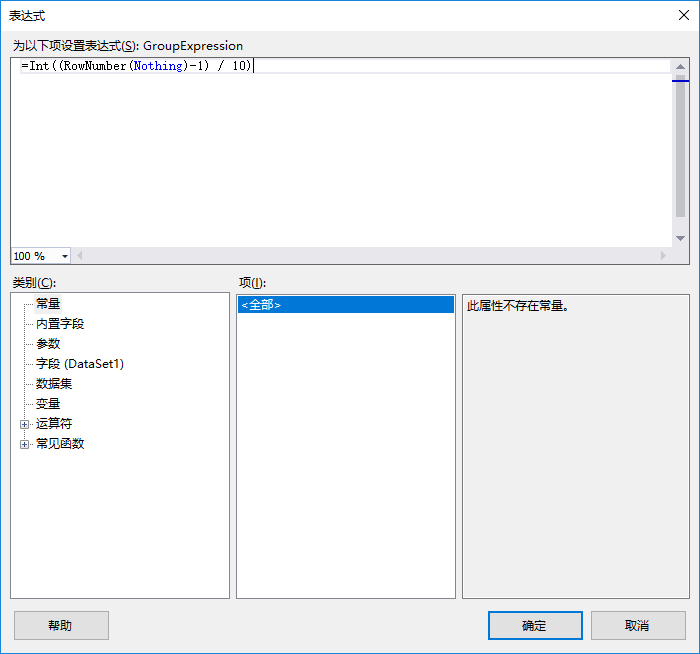 表达式
为以下项设置表达式(S): GroupExpression
=Int((RowNumber(Nothing)-1) / 10)
100 %
类别(C):
常量
内置字段
参数
字段 (DataSet1)
数据集
变量
运算符
常见函数
项(I):
<全部>
此属性不存在常量。
帮助
确定
取消